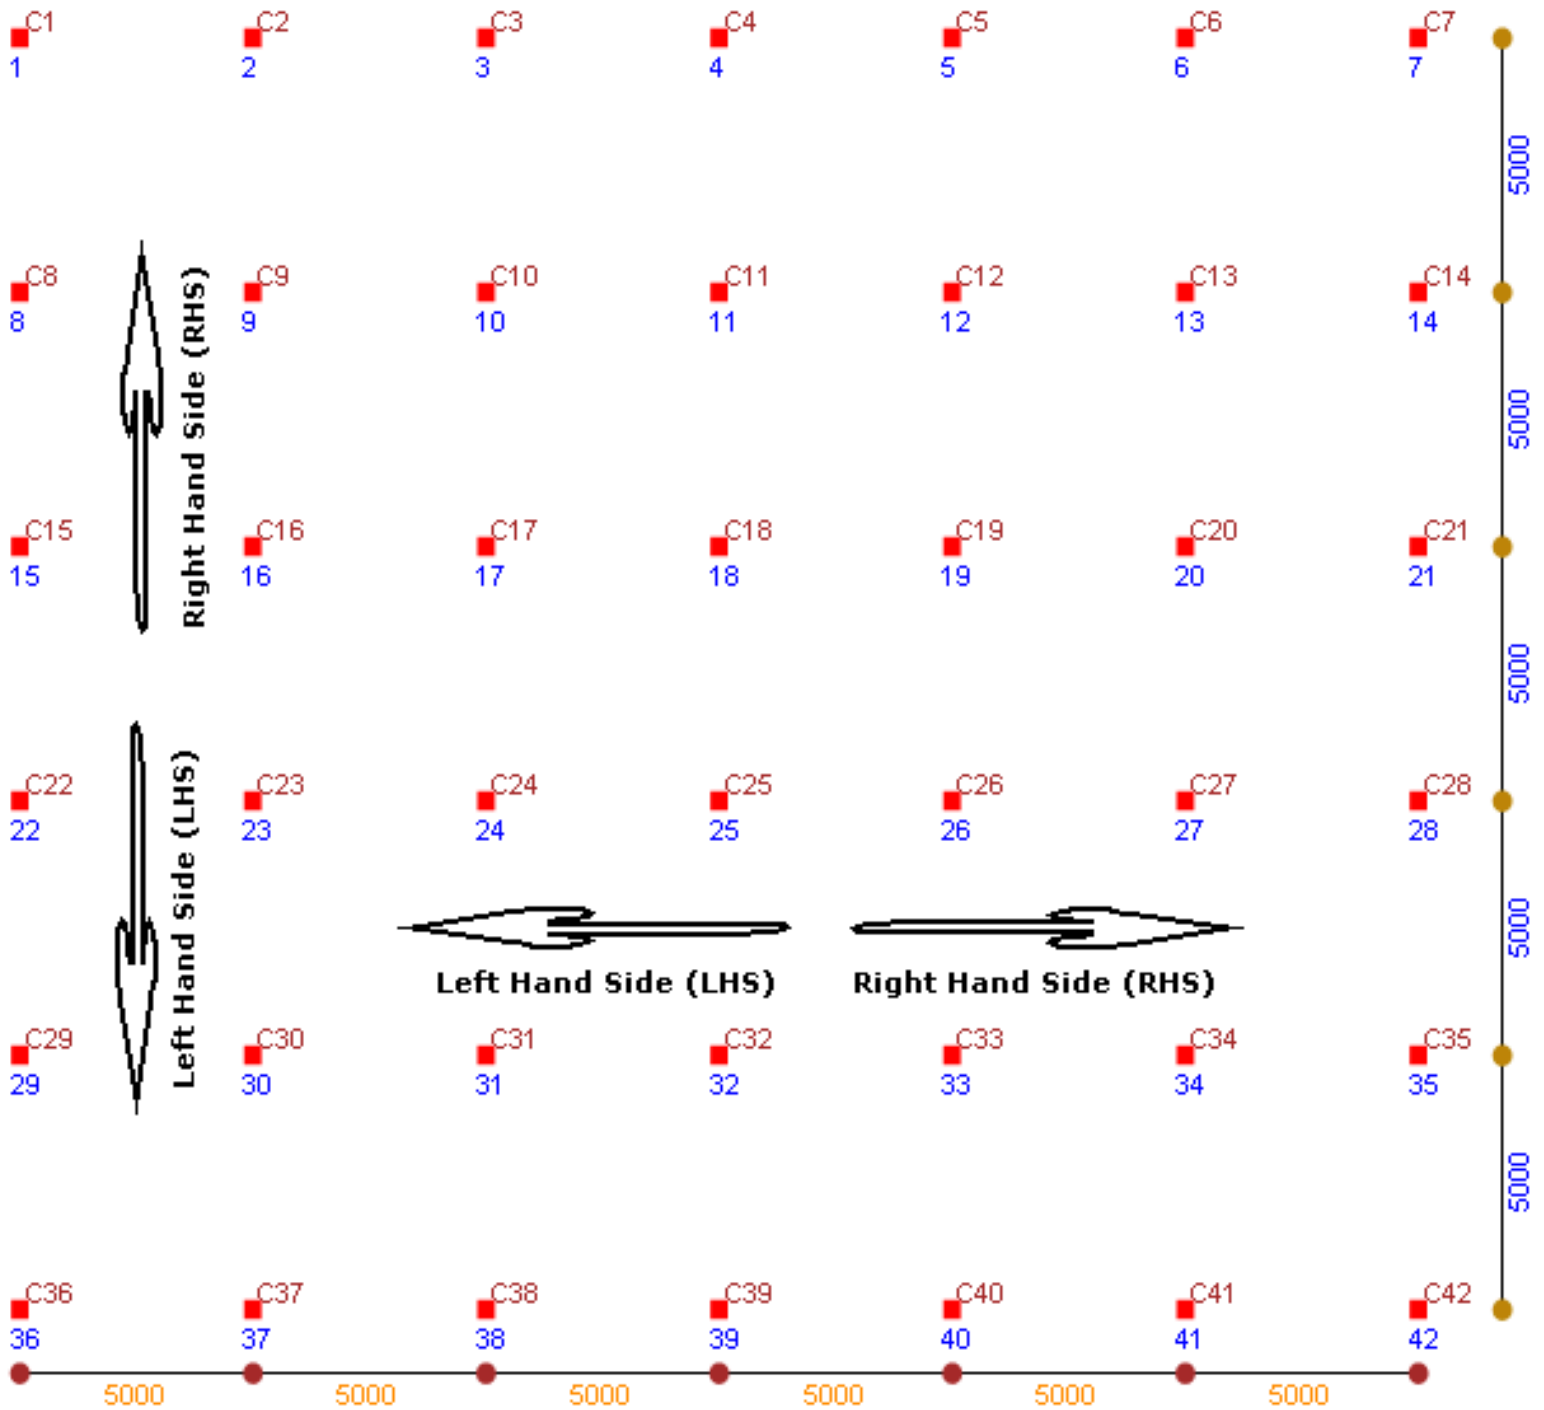 C1 C2 C3 C4 C5 C6 C7
1 2 3 4 5 6 7
5000
C8 C9 C10 C11 C12 C13 C14
8 9 10 11 12 13 14
Right Hand Side (RHS)
5000
C15 C16 C17 C18 C19 C20 C21
15 16 17 18 19 20 21
5000
C22 C23 C24 C25 C26 C27 C28
22 23 24 25 26 27 28
Left Hand Side (LHS)
5000
Left Hand Side (LHS) Right Hand Side (RHS)
C29 C30 C31 C32 C33 C34 C35
29 30 31 32 33 34 35
5000
C36 C37 C38 C39 C40 C41 C42
36 37 38 39 40 41 42
5000 5000 5000 5000 5000 5000